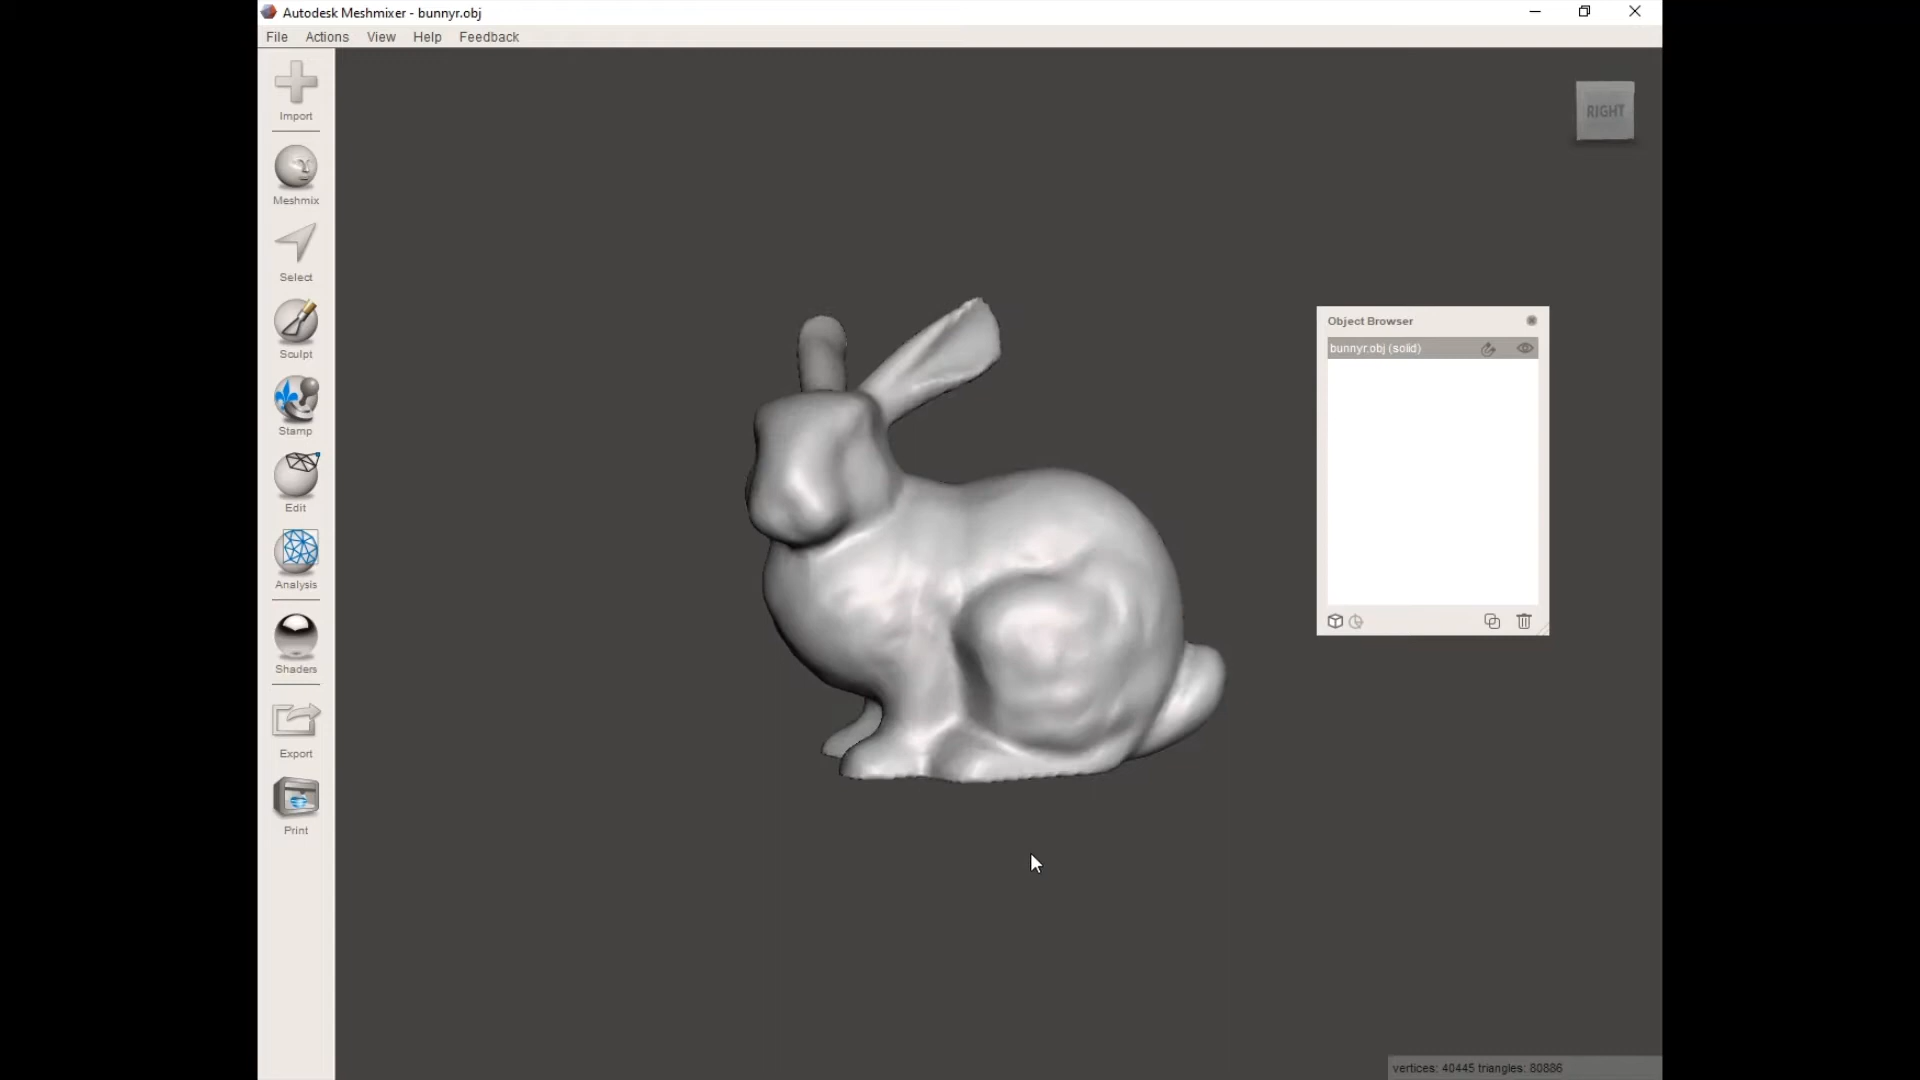 Autodesk Meshmixer - bunnyr.obj
File Actions View Help Feedback
Import
Meshmix
Select
Sculpt
Stamp
Edit
Analysis
Shaders
Export
Print
RIGHT
Object Browser
bunnyr.obj (solid)
vertices: 40445 triangles: 80886